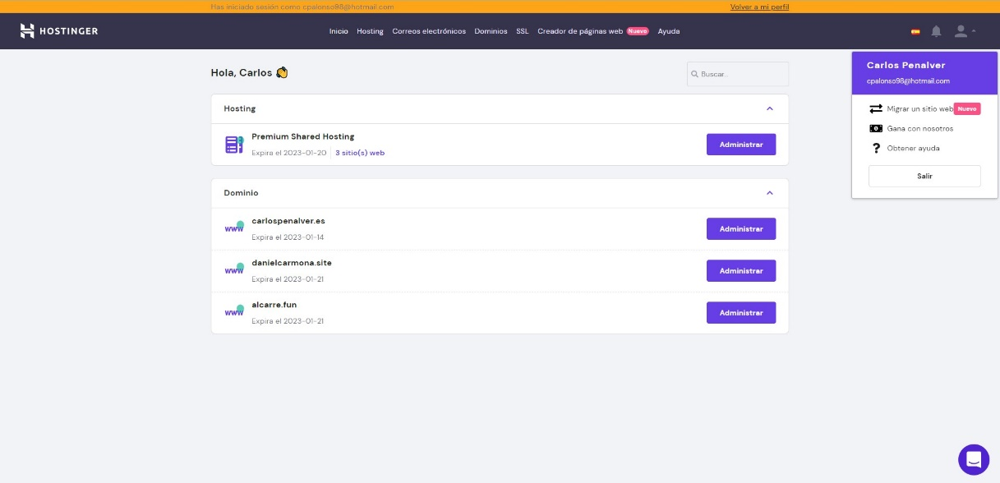 Has iniciado sesión como cpalonso98@hotmail.com
Volver a mi perfil
HOSTINGER
Inicio Hosting Correos electrónicos Dominios SSL Creador de páginas web Nuevo Ayuda
Hola, Carlos 👋
Buscar...
Carlos Penalver
cpalonso98@hotmail.com
Migrar un sitio web Nuevo
Gana con nosotros
Obtener ayuda
Salir
Hosting
Premium Shared Hosting
Expira el 2023-01-20 3 sitio(s) web
Administrar
Dominio
www
carlospenalver.es
Expira el 2023-01-14
Administrar
www
danielcarmona.site
Expira el 2023-01-21
Administrar
www
alcarre.fun
Expira el 2023-01-21
Administrar